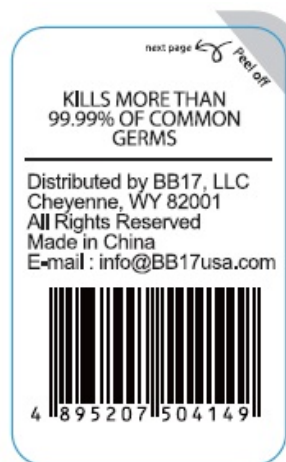 next page
Peel off
KILLS MORE THAN
99.99% OF COMMON
GERMS
Distributed by BB17, LLC
Cheyenne, WY 82001
All Rights Reserved
Made in China
E-mail : info@BB17usa.com
4 895207 504149